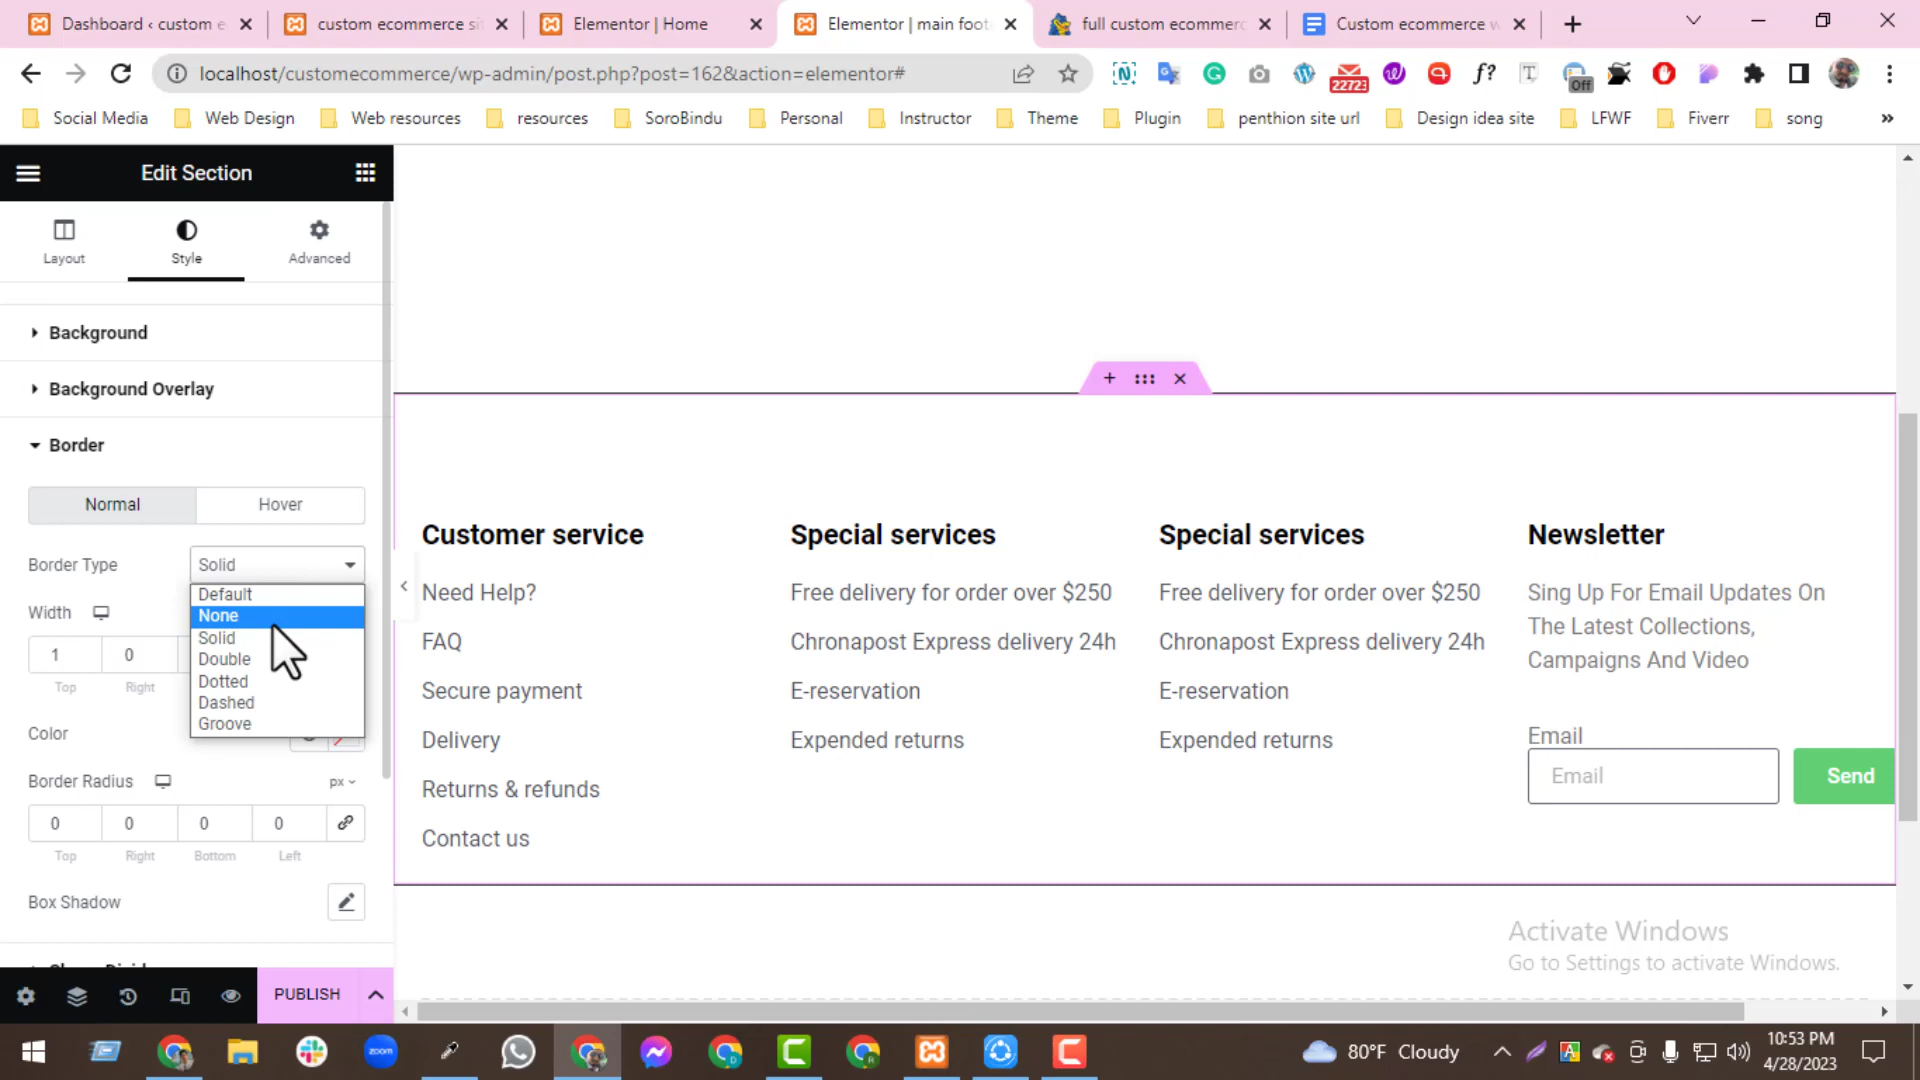 Dashboard ‹ custom e
custom ecommerce si
Elementor | Home
Elementor | main foot
full custom ecommerc
Custom ecommerce w
localhost/customecommerce/wp-admin/post.php?post=162&action=elementor#
22723
f?
Off
Social Media
Web Design
Web resources
resources
SoroBindu
Personal
Instructor
Theme
Plugin
penthion site url
Design idea site
LFWF
Fiverr
song
»
Edit Section
Layout
Style
Advanced
Background
Background Overlay
Border
Normal
Hover
Border Type
Solid
Default
None
Solid
Double
Dotted
Dashed
Groove
Width
1
0
Top
Right
Color
Border Radius
px
0
0
0
0
Top
Right
Bottom
Left
Box Shadow
PUBLISH
Customer service
Need Help?
FAQ
Secure payment
Delivery
Returns & refunds
Contact us
Special services
Free delivery for order over $250
Chronapost Express delivery 24h
E-reservation
Expended returns
Special services
Free delivery for order over $250
Chronapost Express delivery 24h
E-reservation
Expended returns
Newsletter
Sing Up For Email Updates On
The Latest Collections,
Campaigns And Video
Email
Email
Send
Activate Windows
Go to Settings to activate Windows.
zoom
80°F Cloudy
10:53 PM
4/28/2023